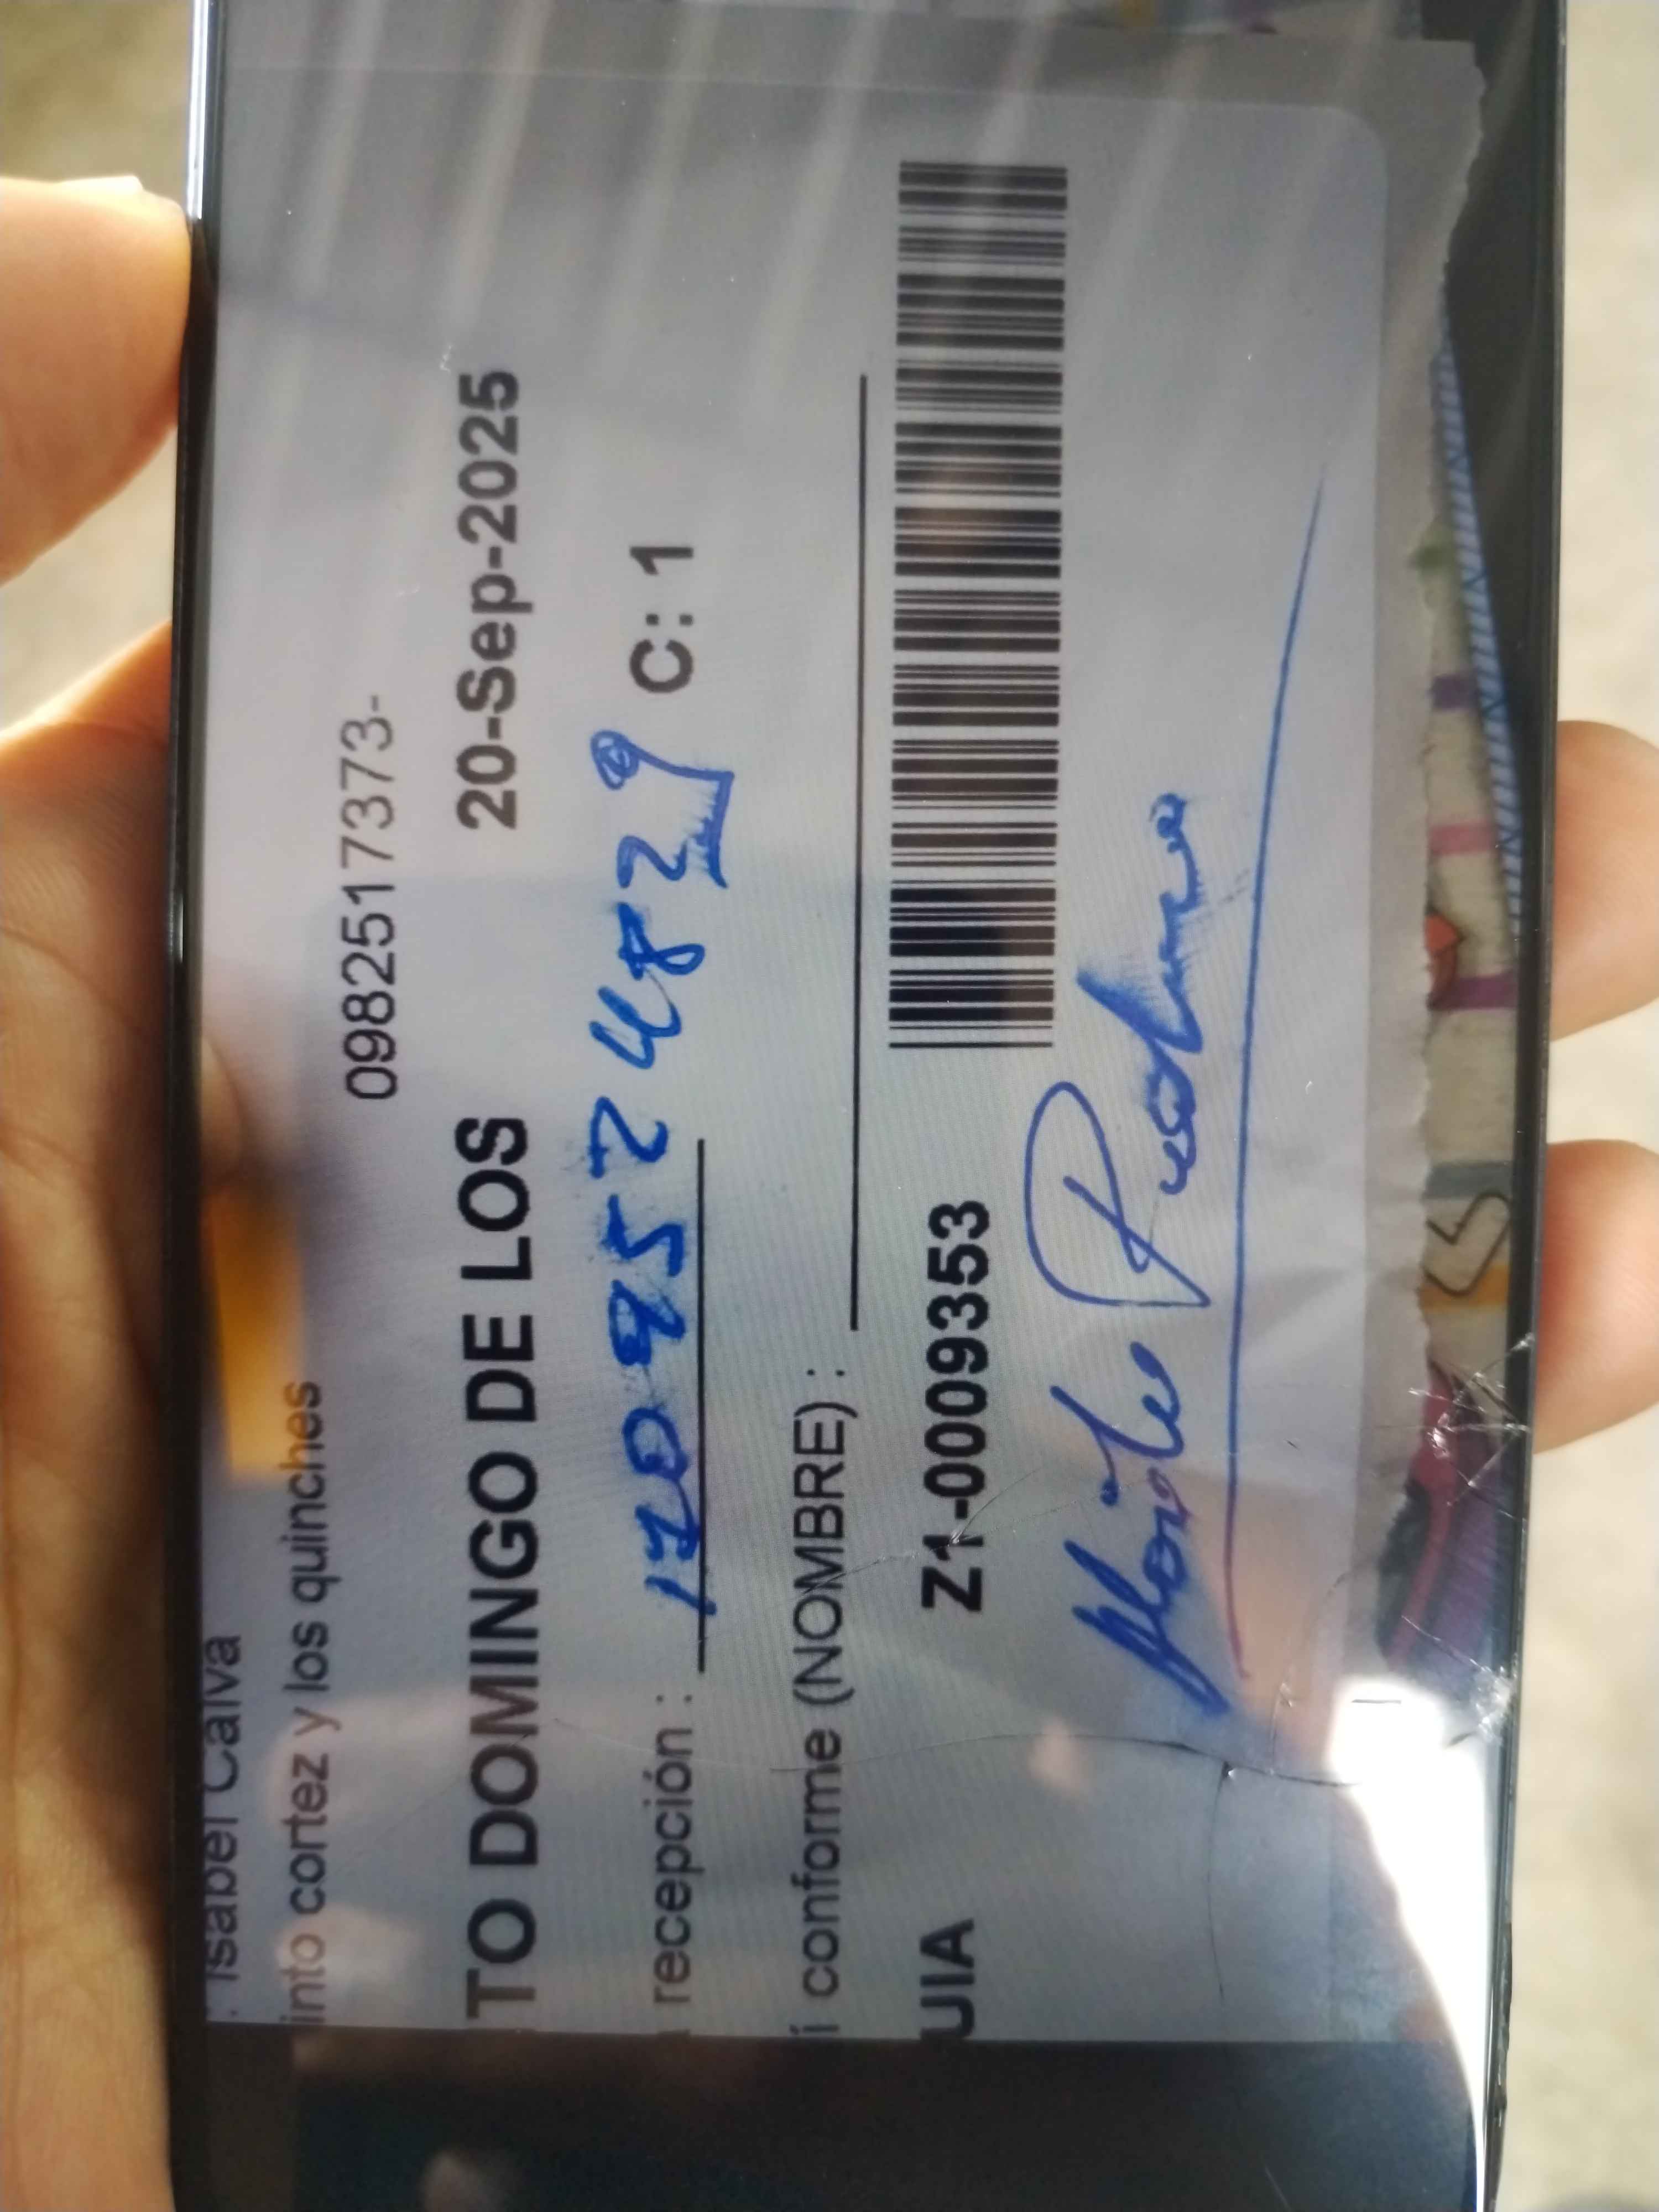 : Isabel Calva
into cortez y los quinches
0982517373-
TO DOMINGO DE LOS 20-Sep-2025
recepción : 1709524829 C: 1
í conforme (NOMBRE) :
UIA Z1-0009353